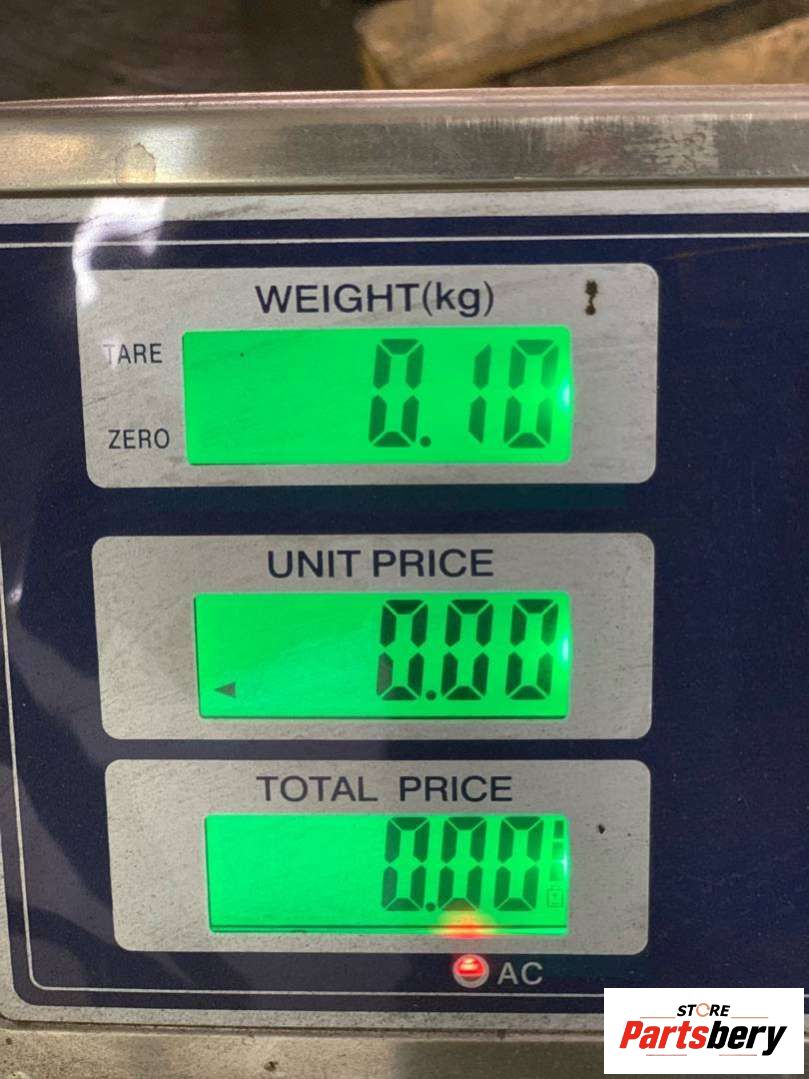 WEIGHT(kg)
TARE
0.10
ZERO
UNIT PRICE
0.00
TOTAL PRICE
0.00
AC
STORE
Partsbery